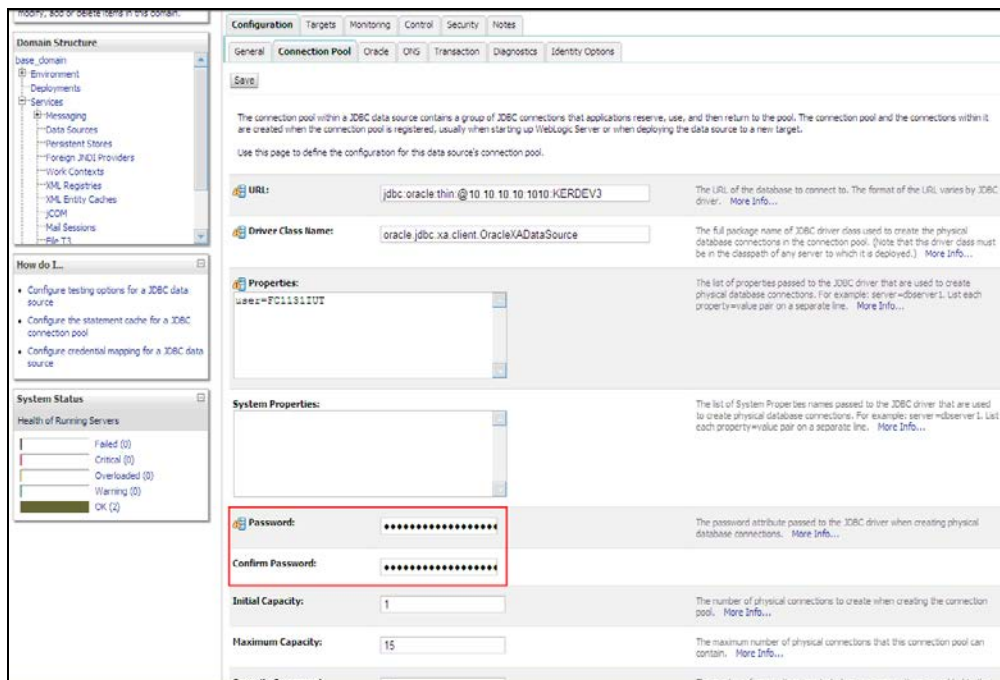 modify, add or delete items in this domain.
Domain Structure
base_domain
Environment
Deployments
Services
Messaging
Data Sources
Persistent Stores
Foreign JNDI Providers
Work Contexts
XML Registries
XML Entity Caches
jCOM
Mail Sessions
File T3
How do I...
Configure testing options for a JDBC data
source
Configure the statement cache for a JDBC
connection pool
Configure credential mapping for a JDBC data
source
System Status
Health of Running Servers
Failed (0)
Critical (0)
Overloaded (0)
Warning (0)
OK (2)
Configuration Targets Monitoring Control Security Notes
General Connection Pool Oracle ONS Transaction Diagnostics Identity Options
Save
The connection pool within a JDBC data source contains a group of JDBC connections that applications reserve, use, and then return to the pool. The connection pool and the connections within it
are created when the connection pool is registered, usually when starting up WebLogic Server or when deploying the data source to a new target.
Use this page to define the configuration for this data source's connection pool.
URL: jdbc:oracle:thin:@10.10.10.10:1010:KERDEV3 The URL of the database to connect to. The format of the URL varies by JDBC
driver. More Info...
Driver Class Name: oracle.jdbc.xa.client.OracleXADataSource The full package name of JDBC driver class used to create the physical
database connections in the connection pool. (Note that this driver class must
be in the classpath of any server to which it is deployed.) More Info...
Properties: The list of properties passed to the JDBC driver that are used to create
user=FC1131IUT physical database connections. For example: server=dbserver1. List each
property=value pair on a separate line. More Info...
System Properties: The list of System Properties names passed to the JDBC driver that are used
to create physical database connections. For example: server=dbserver1. List
each property=value pair on a separate line. More Info...
Password: The password attribute passed to the JDBC driver when creating physical
database connections. More Info...
Confirm Password:
Initial Capacity: 1 The number of physical connections to create when creating the connection
pool. More Info...
Maximum Capacity: 15 The maximum number of physical connections that this connection pool can
contain. More Info...